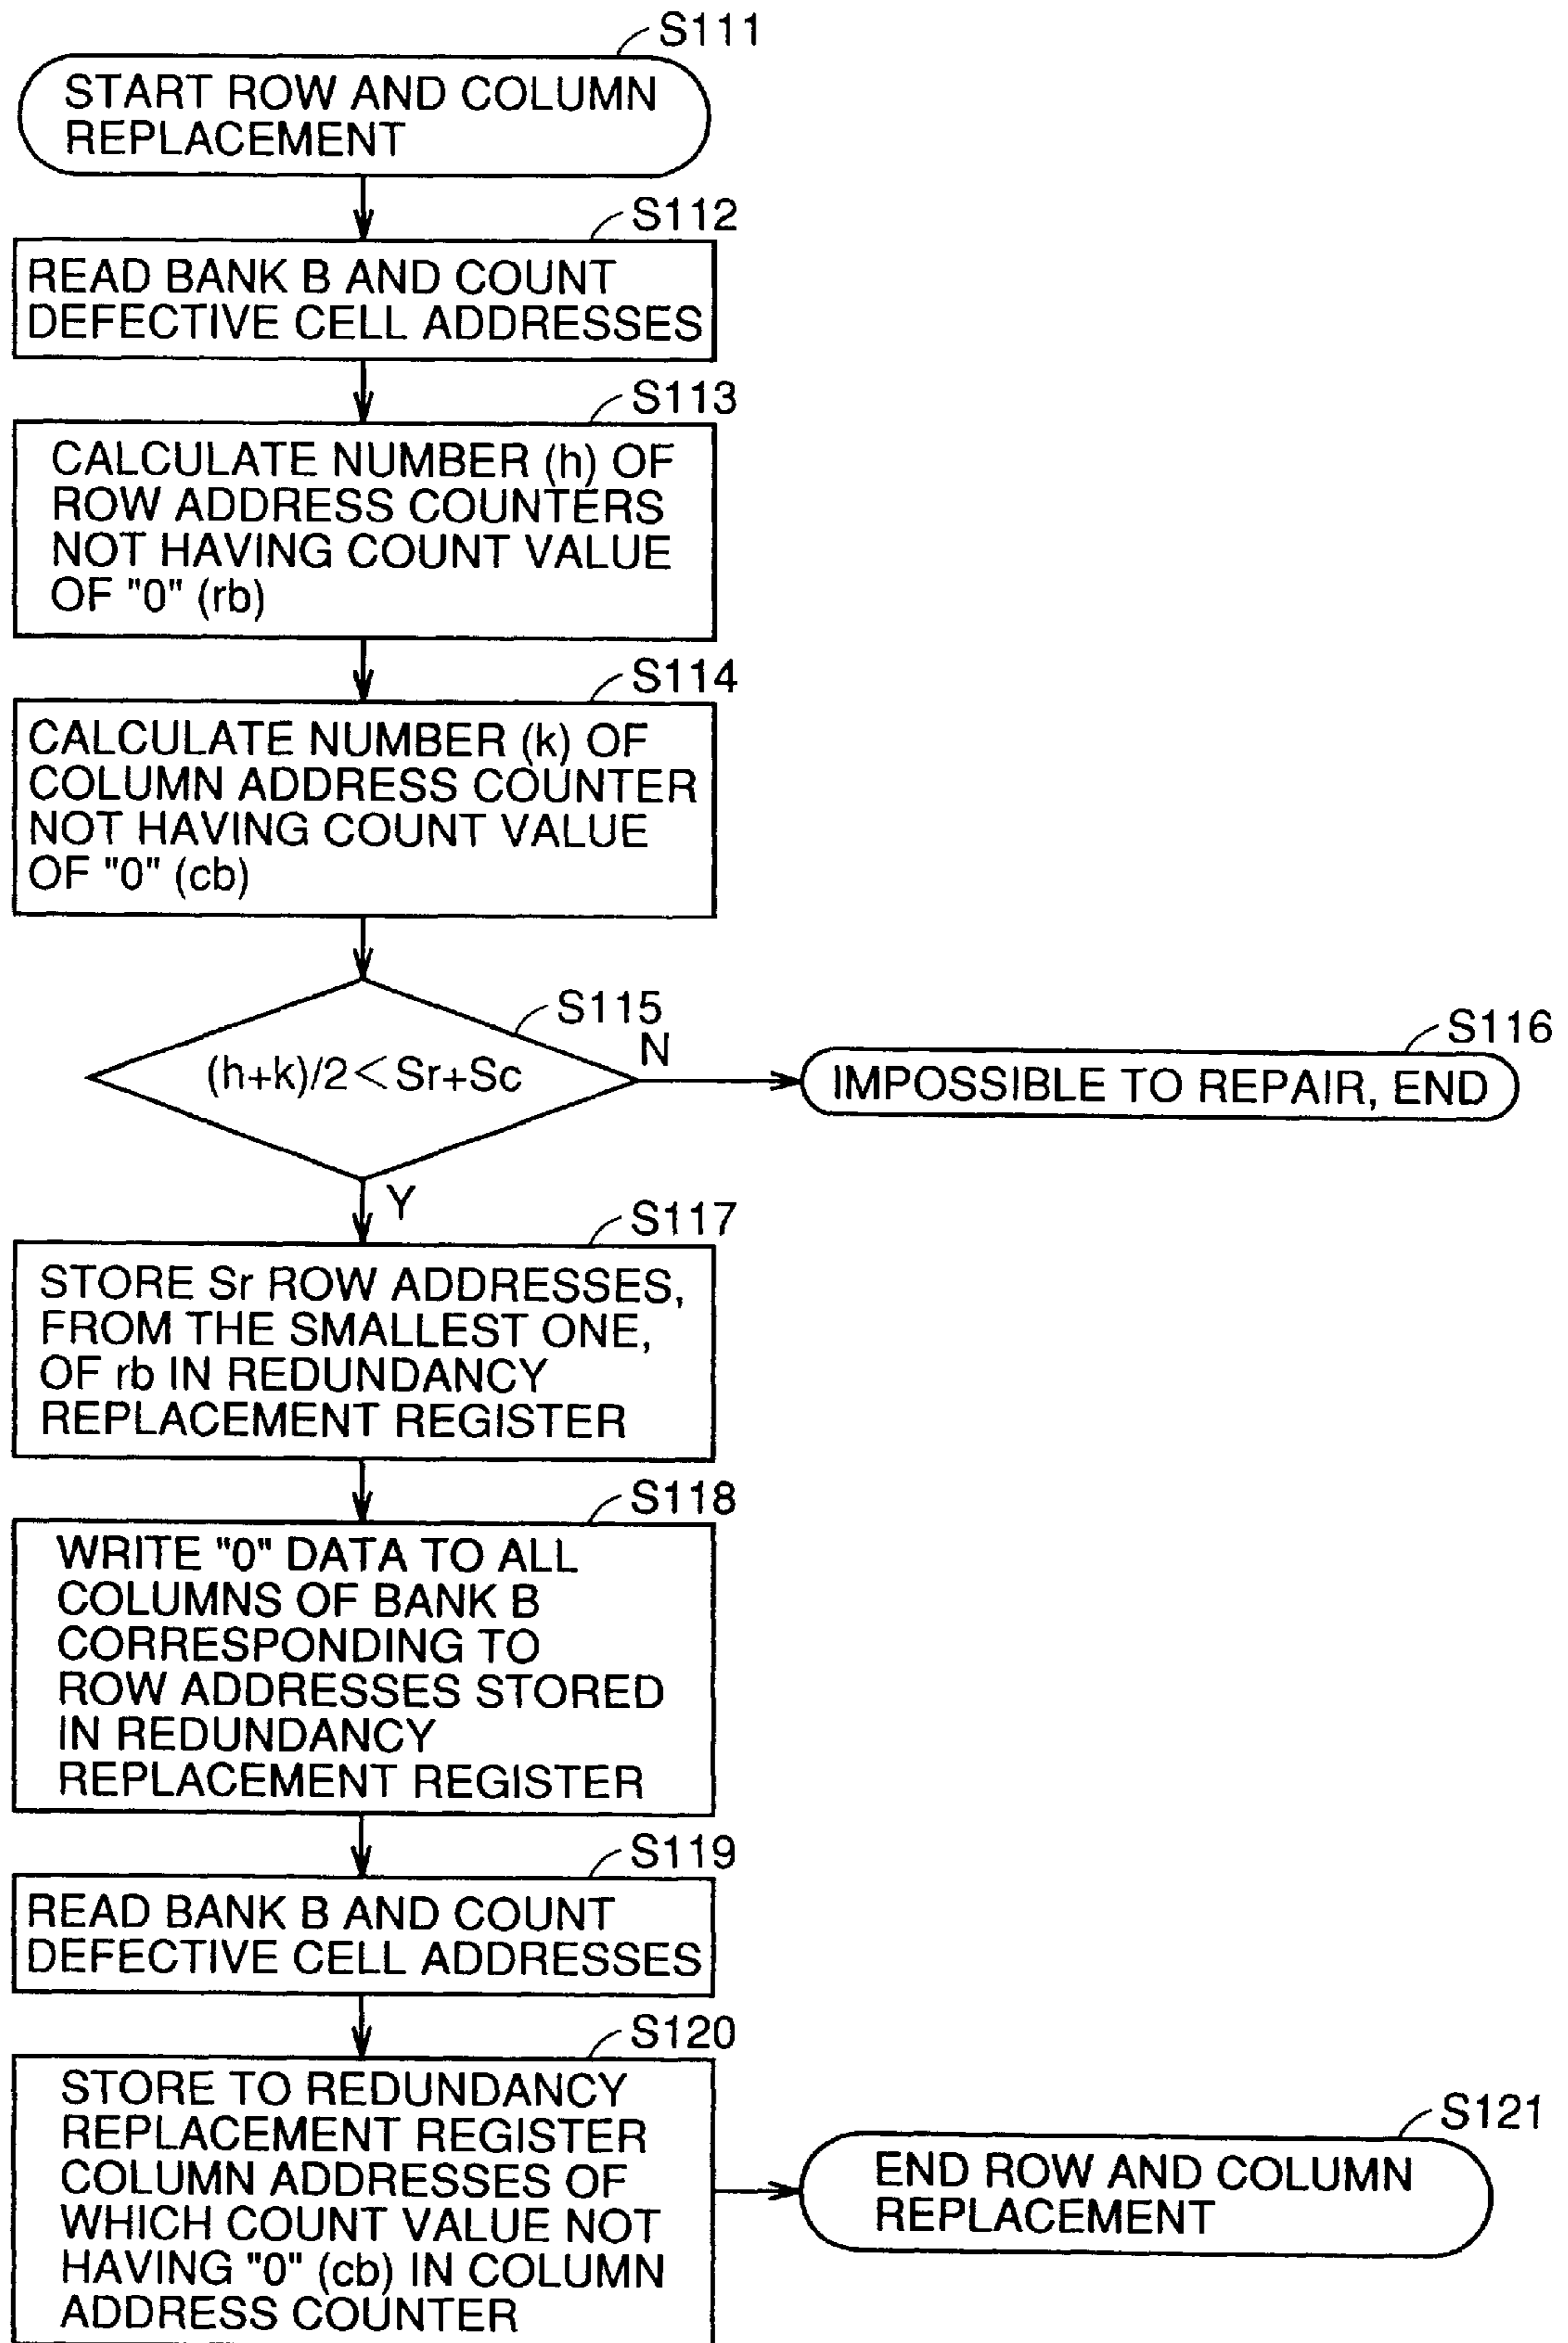 S111
START ROW AND COLUMN
REPLACEMENT
S112
READ BANK B AND COUNT
DEFECTIVE CELL ADDRESSES
S113
CALCULATE NUMBER (h) OF
ROW ADDRESS COUNTERS
NOT HAVING COUNT VALUE
OF "0" (rb)
S114
CALCULATE NUMBER (k) OF
COLUMN ADDRESS COUNTER
NOT HAVING COUNT VALUE
OF "0" (cb)
S115
(h+k)/2<Sr+Sc
N
S116
IMPOSSIBLE TO REPAIR, END
Y
S117
STORE Sr ROW ADDRESSES,
FROM THE SMALLEST ONE,
OF rb IN REDUNDANCY
REPLACEMENT REGISTER
S118
WRITE "0" DATA TO ALL
COLUMNS OF BANK B
CORRESPONDING TO
ROW ADDRESSES STORED
IN REDUNDANCY
REPLACEMENT REGISTER
S119
READ BANK B AND COUNT
DEFECTIVE CELL ADDRESSES
S120
STORE TO REDUNDANCY
REPLACEMENT REGISTER
COLUMN ADDRESSES OF
WHICH COUNT VALUE NOT
HAVING "0" (cb) IN COLUMN
ADDRESS COUNTER
S121
END ROW AND COLUMN
REPLACEMENT